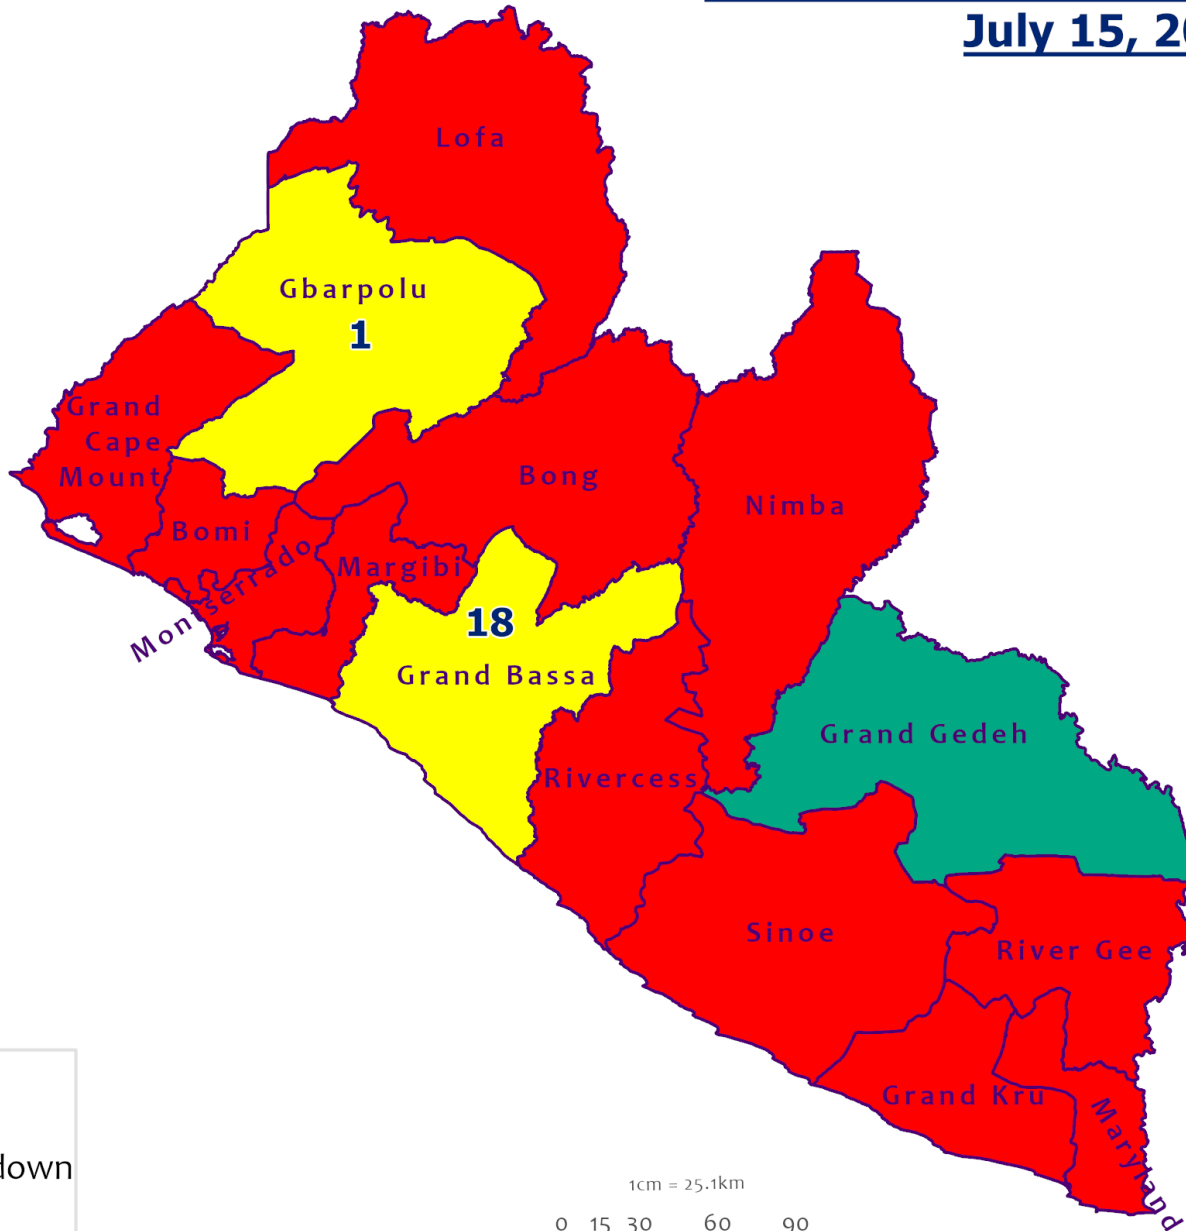 July 15, 20
Lofa
Gbarpolu
1
Grand
Cape
Mount
Bong
Nimba
Bomi
Montserrado
Margibi
18
Grand Bassa
Grand Gedeh
Rivercess
Sinoe
River Gee
Grand Kru
Maryland
down
1cm = 25.1km
0 15 30 60 90